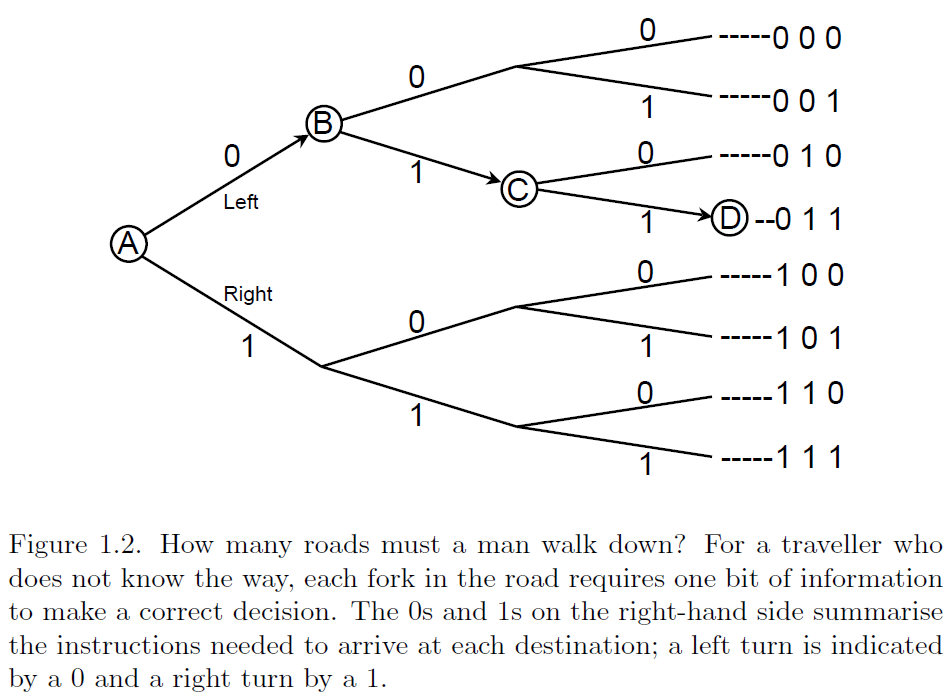 0 -----0 0 0
0
1 -----0 0 1
B
0 1 0 -----0 1 0
Left C
1 D --0 1 1
A
Right 0 -----1 0 0
1 0
1 -----1 0 1
0 -----1 1 0
1
1 -----1 1 1
Figure 1.2. How many roads must a man walk down? For a traveller who
does not know the way, each fork in the road requires one bit of information
to make a correct decision. The 0s and 1s on the right-hand side summarise
the instructions needed to arrive at each destination; a left turn is indicated
by a 0 and a right turn by a 1.